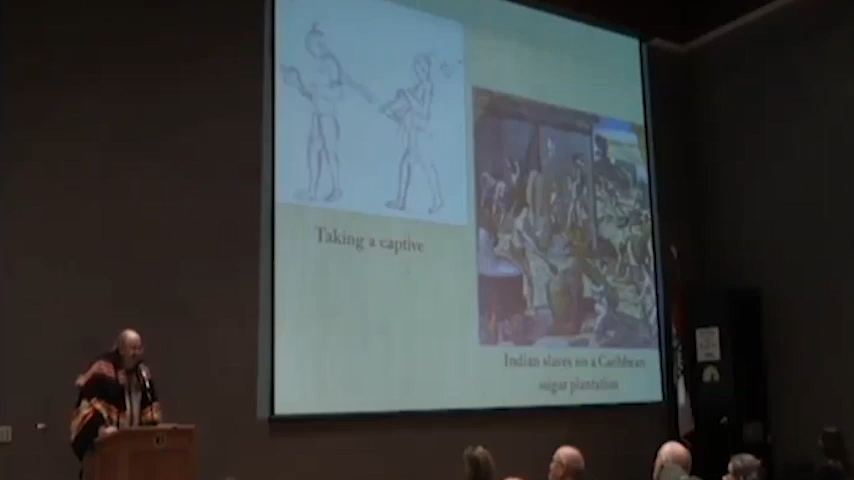 Taking a captive
Indian slaves on a Caribbean
sugar plantation